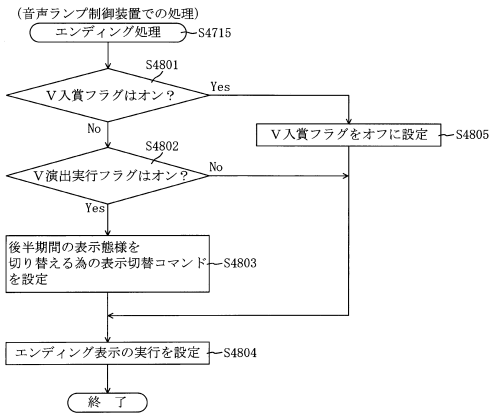 (音声ランプ制御装置での処理)
エンディング処理
S4715
S4801
V入賞フラグはオン？
Yes
No
V入賞フラグをオフに設定
S4805
S4802
V演出実行フラグはオン？
No
Yes
後半期間の表示態様を
切り替える為の表示切替コマンド
を設定
S4803
エンディング表示の実行を設定
S4804
終 了